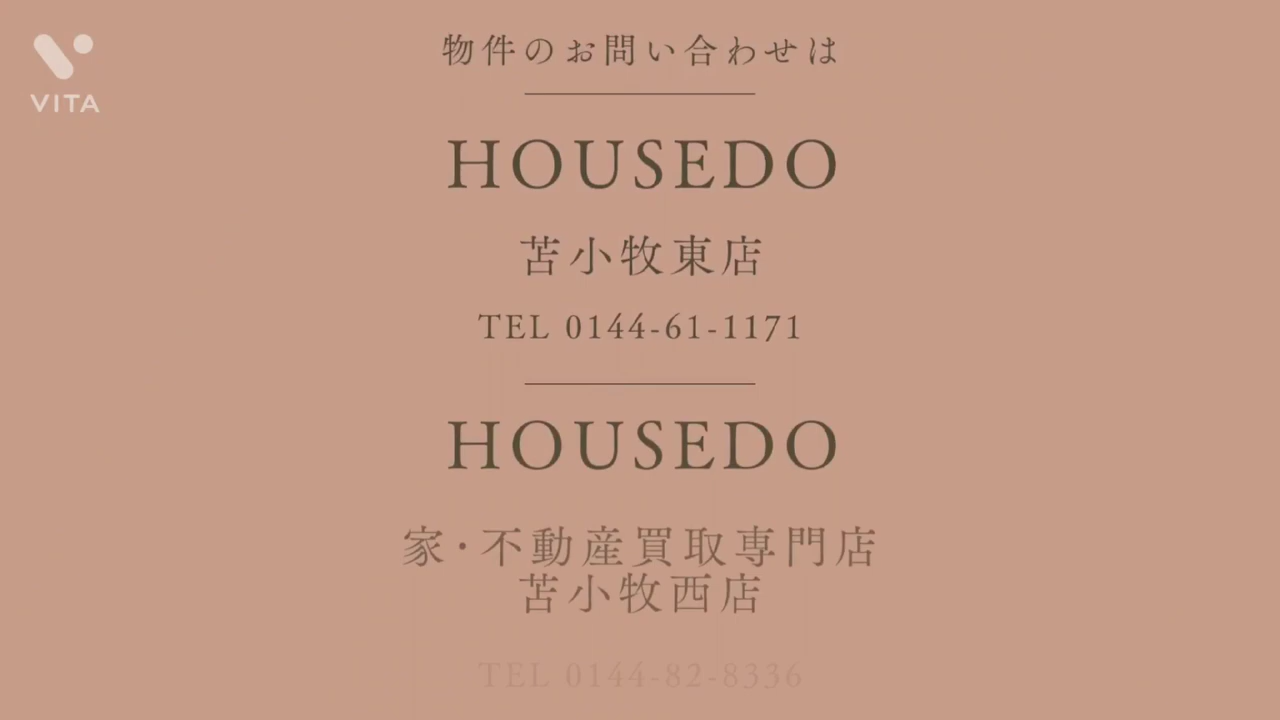 VITA
物件のお問い合わせは
HOUSEDO
苫小牧東店
TEL 0144-61-1171
HOUSEDO
家・不動産買取専門店
苫小牧西店
TEL 0144-82-8336